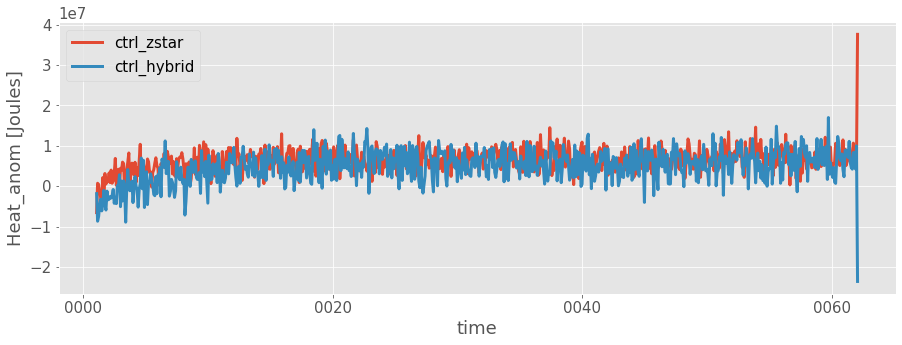 1e7
4
3
2
1
0
−1
−2
Heat_anom [Joules]
ctrl_zstar
ctrl_hybrid
0000
0020
0040
0060
time